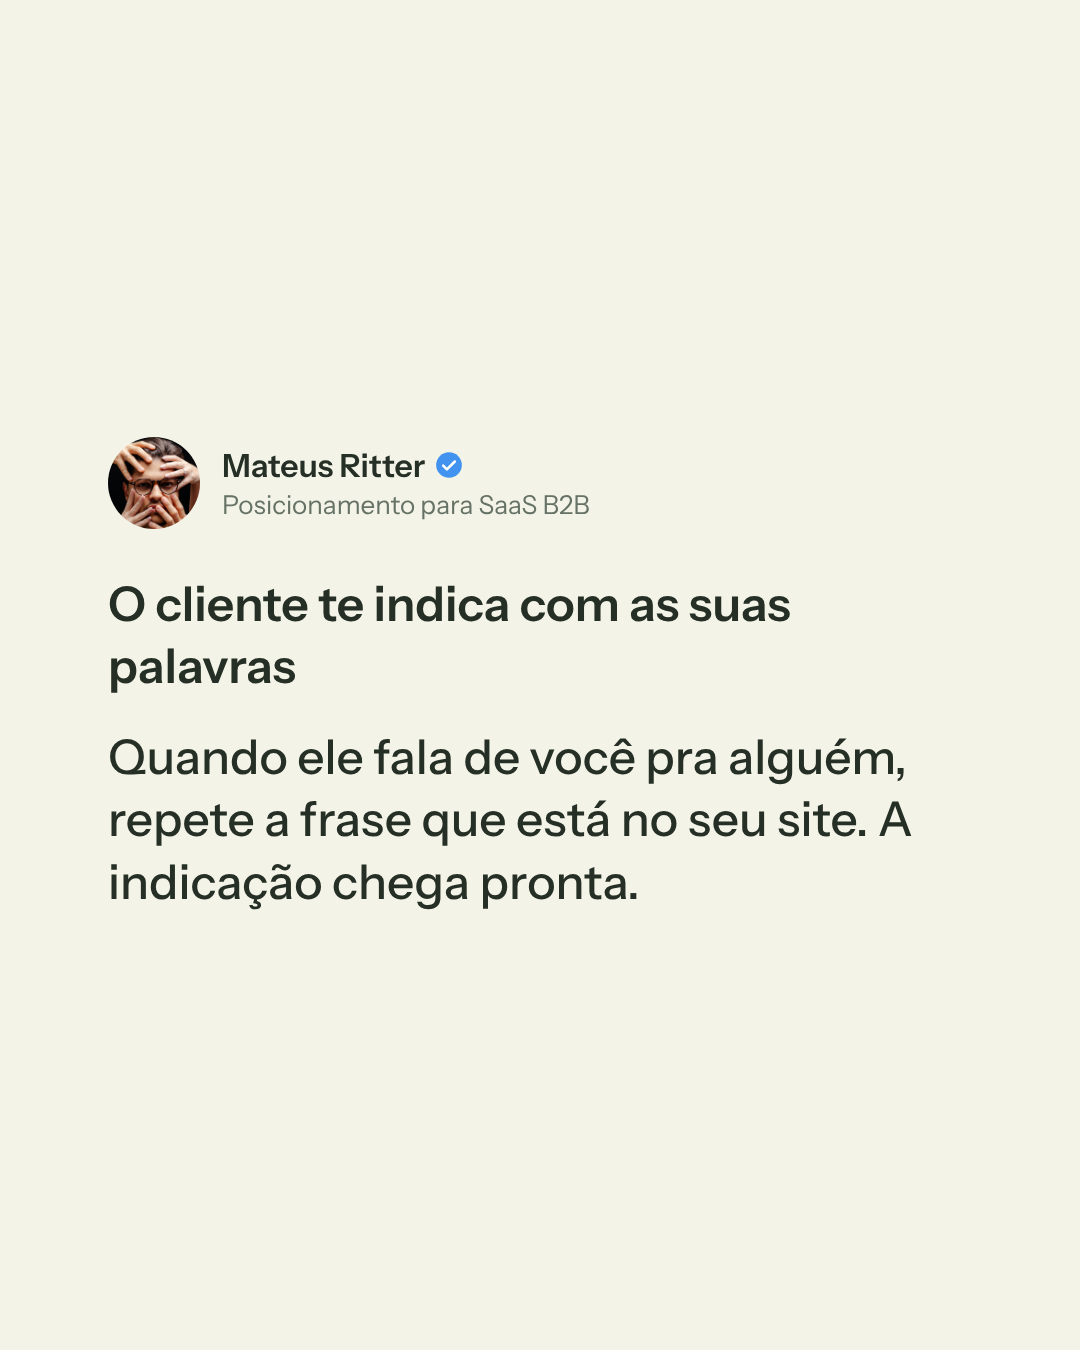 Mateus Ritter
Posicionamento para SaaS B2B
O cliente te indica com as suas
palavras
Quando ele fala de você pra alguém,
repete a frase que está no seu site. A
indicação chega pronta.